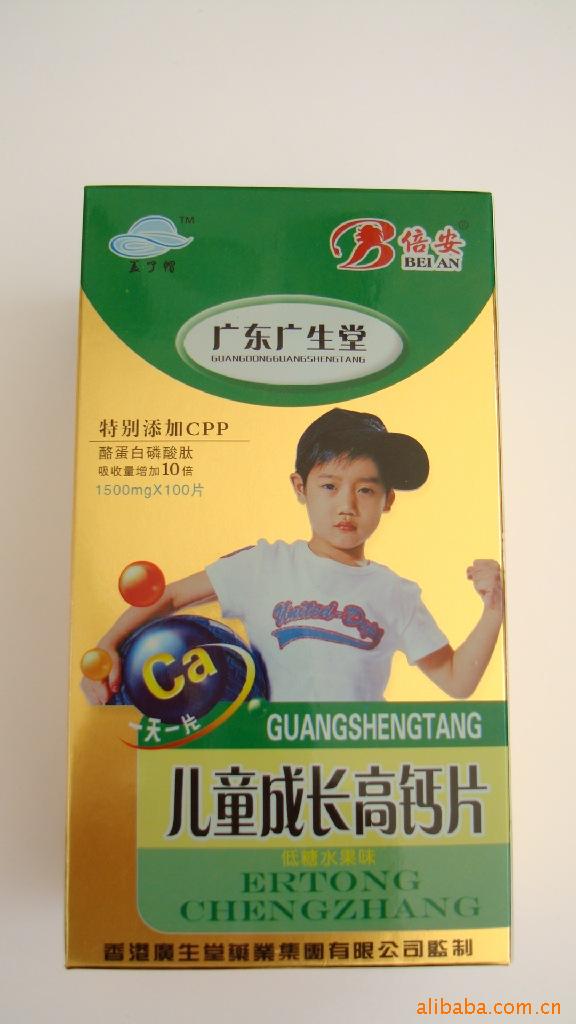 TM
倍安
®
BEI AN
广东广生堂
GUANGDONGGUANGSHENGTANG
特别添加CPP
酪蛋白磷酸肽
吸收量增加10倍
1500mgX100片
Ca
一天一片
GUANGSHENGTANG
儿童成长高钙片
低糖水果味
ERTONG
CHENGZHANG
香港廣生堂藥業集團有限公司監制
alibaba.com.cn